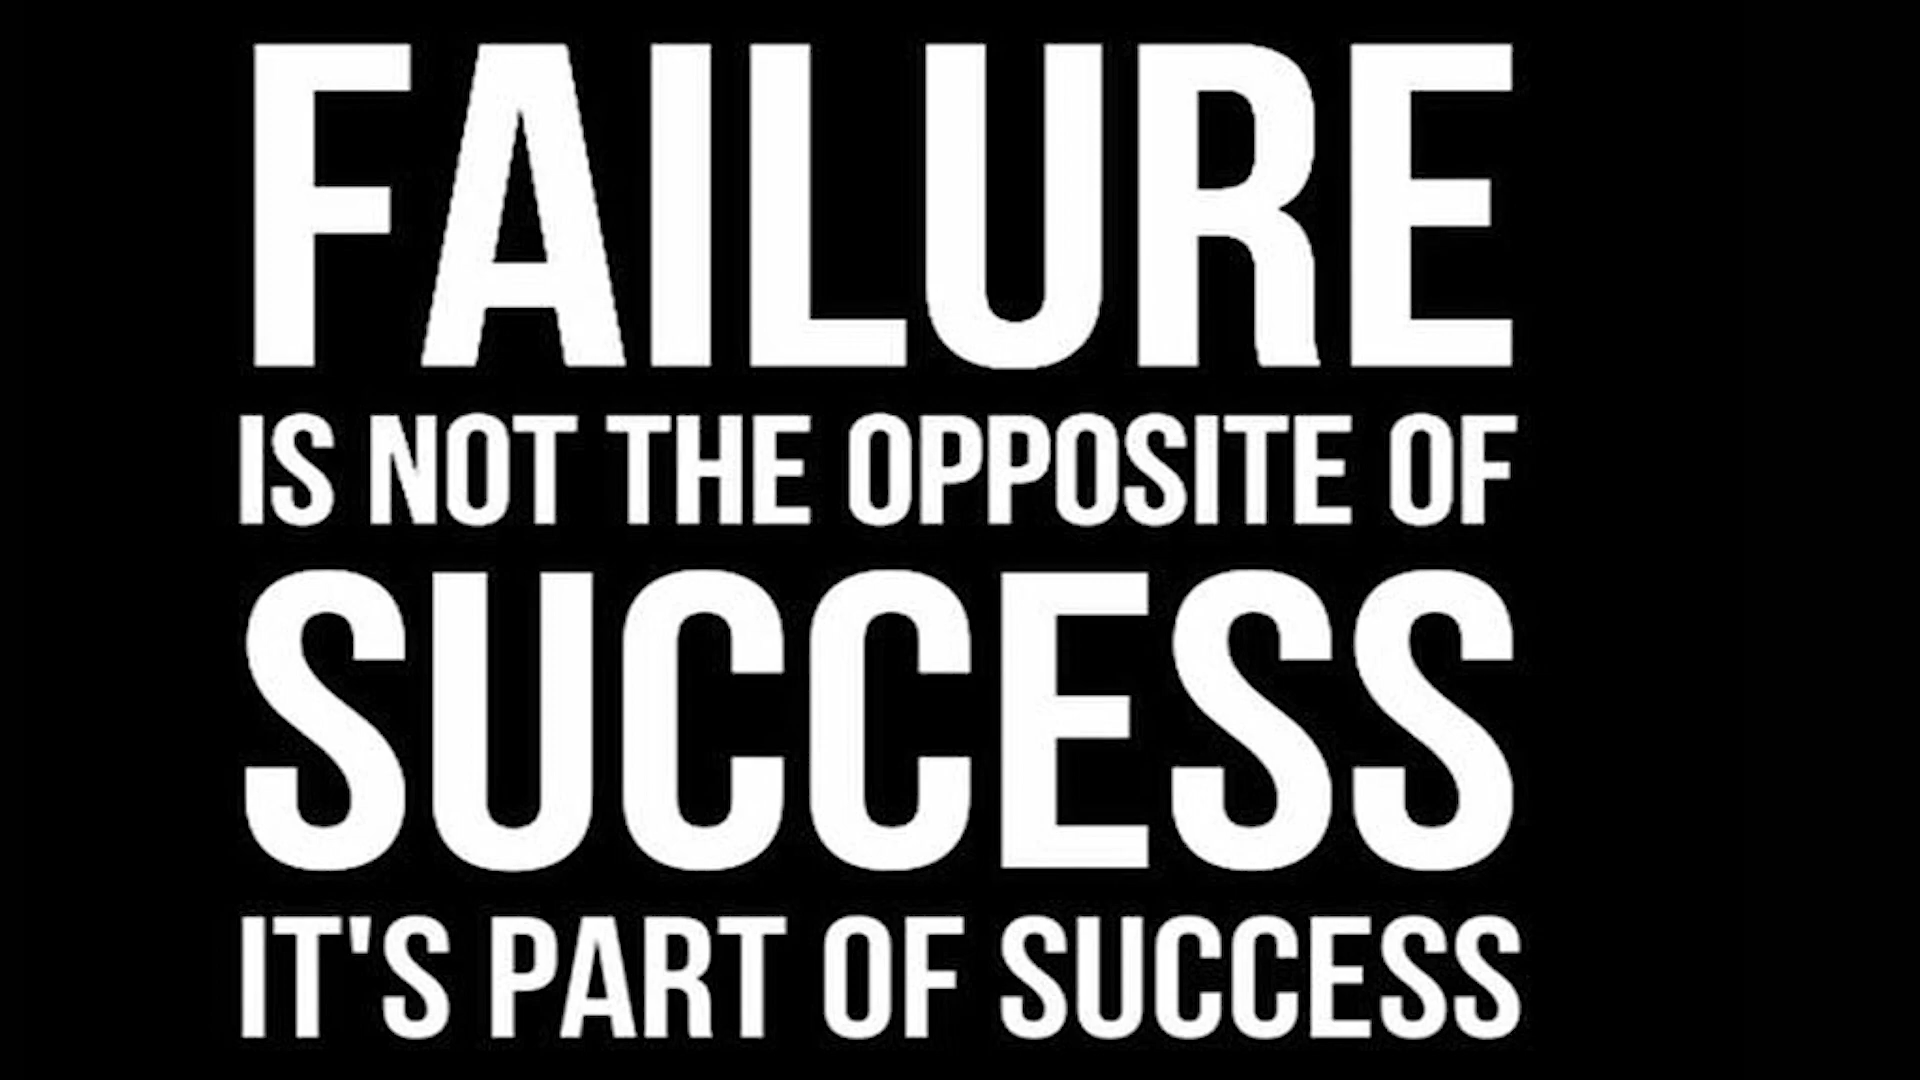 FAILURE
IS NOT THE OPPOSITE OF
SUCCESS
IT'S PART OF SUCCESS